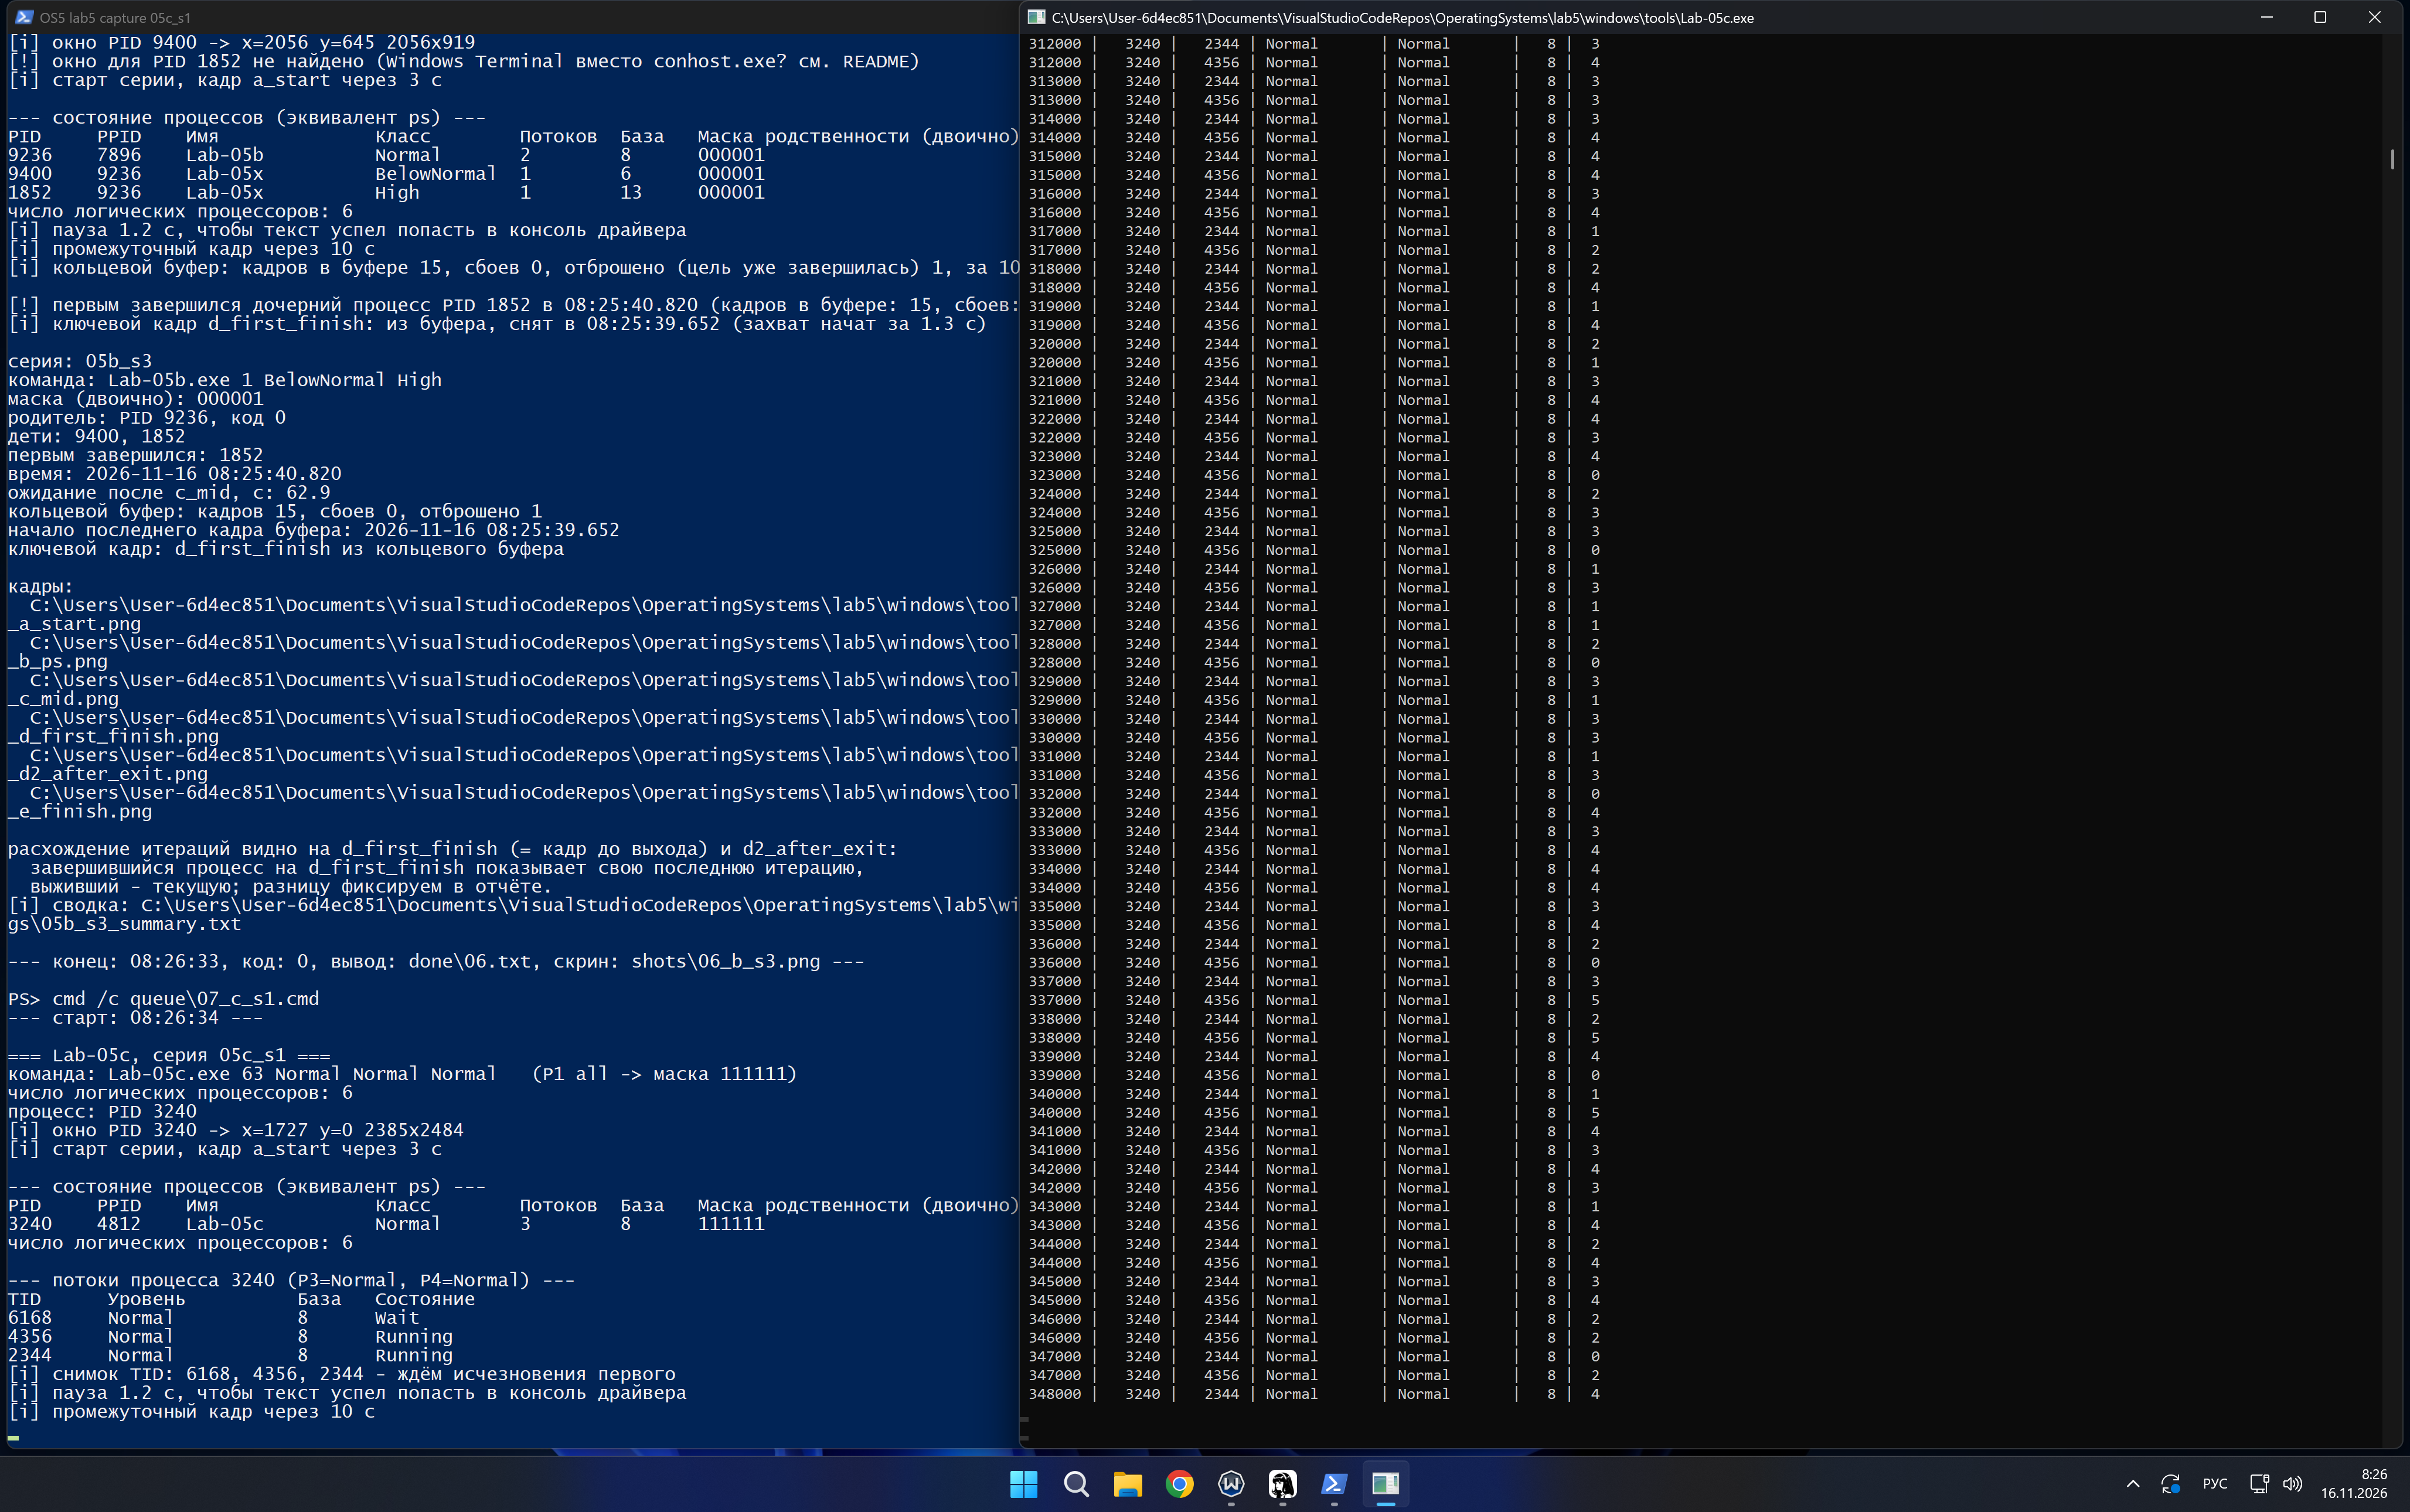 OS5 lab5 capture 05c_s1
[i] окно PID 9400 -> x=2056 y=645 2056x919
[!] окно для PID 1852 не найдено (Windows Terminal вместо conhost.exe? см. README)
[i] старт серии, кадр a_start через 3 с
--- состояние процессов (эквивалент ps) ---
PID PPID Имя Класс Потоков База Маска родственности (двоично)
9236 7896 Lab-05b Normal 2 8 000001
9400 9236 Lab-05x BelowNormal 1 6 000001
1852 9236 Lab-05x High 1 13 000001
число логических процессоров: 6
[i] пауза 1.2 с, чтобы текст успел попасть в консоль драйвера
[i] промежуточный кадр через 10 с
[i] кольцевой буфер: кадров в буфере 15, сбоев 0, отброшено (цель уже завершилась) 1, за 10
[!] первым завершился дочерний процесс PID 1852 в 08:25:40.820 (кадров в буфере: 15, сбоев:
[i] ключевой кадр d_first_finish: из буфера, снят в 08:25:39.652 (захват начат за 1.3 с)
серия: 05b_s3
команда: Lab-05b.exe 1 BelowNormal High
маска (двоично): 000001
родитель: PID 9236, код 0
дети: 9400, 1852
первым завершился: 1852
время: 2026-11-16 08:25:40.820
ожидание после c_mid, с: 62.9
кольцевой буфер: кадров 15, сбоев 0, отброшено 1
начало последнего кадра буфера: 2026-11-16 08:25:39.652
ключевой кадр: d_first_finish из кольцевого буфера
кадры:
C:\Users\User-6d4ec851\Documents\VisualStudioCodeRepos\OperatingSystems\lab5\windows\tool
_a_start.png
C:\Users\User-6d4ec851\Documents\VisualStudioCodeRepos\OperatingSystems\lab5\windows\tool
_b_ps.png
C:\Users\User-6d4ec851\Documents\VisualStudioCodeRepos\OperatingSystems\lab5\windows\tool
_c_mid.png
C:\Users\User-6d4ec851\Documents\VisualStudioCodeRepos\OperatingSystems\lab5\windows\tool
_d_first_finish.png
C:\Users\User-6d4ec851\Documents\VisualStudioCodeRepos\OperatingSystems\lab5\windows\tool
_d2_after_exit.png
C:\Users\User-6d4ec851\Documents\VisualStudioCodeRepos\OperatingSystems\lab5\windows\tool
_e_finish.png
расхождение итераций видно на d_first_finish (= кадр до выхода) и d2_after_exit:
завершившийся процесс на d_first_finish показывает свою последнюю итерацию,
выживший - текущую; разницу фиксируем в отчёте.
[i] сводка: C:\Users\User-6d4ec851\Documents\VisualStudioCodeRepos\OperatingSystems\lab5\wi
gs\05b_s3_summary.txt
--- конец: 08:26:33, код: 0, вывод: done\06.txt, скрин: shots\06_b_s3.png ---
PS> cmd /c queue\07_c_s1.cmd
--- старт: 08:26:34 ---
=== Lab-05c, серия 05c_s1 ===
команда: Lab-05c.exe 63 Normal Normal Normal (P1 all -> маска 111111)
число логических процессоров: 6
процесс: PID 3240
[i] окно PID 3240 -> x=1727 y=0 2385x2484
[i] старт серии, кадр a_start через 3 с
--- состояние процессов (эквивалент ps) ---
PID PPID Имя Класс Потоков База Маска родственности (двоично)
3240 4812 Lab-05c Normal 3 8 111111
число логических процессоров: 6
--- потоки процесса 3240 (P3=Normal, P4=Normal) ---
TID Уровень База Состояние
6168 Normal 8 Wait
4356 Normal 8 Running
2344 Normal 8 Running
[i] снимок TID: 6168, 4356, 2344 - ждём исчезновения первого
[i] пауза 1.2 с, чтобы текст успел попасть в консоль драйвера
[i] промежуточный кадр через 10 с
C:\Users\User-6d4ec851\Documents\VisualStudioCodeRepos\OperatingSystems\lab5\windows\tools\Lab-05c.exe
312000 | 3240 | 2344 | Normal | Normal | 8 | 3
312000 | 3240 | 4356 | Normal | Normal | 8 | 4
313000 | 3240 | 2344 | Normal | Normal | 8 | 3
313000 | 3240 | 4356 | Normal | Normal | 8 | 3
314000 | 3240 | 2344 | Normal | Normal | 8 | 3
314000 | 3240 | 4356 | Normal | Normal | 8 | 4
315000 | 3240 | 2344 | Normal | Normal | 8 | 4
315000 | 3240 | 4356 | Normal | Normal | 8 | 4
316000 | 3240 | 2344 | Normal | Normal | 8 | 3
316000 | 3240 | 4356 | Normal | Normal | 8 | 4
317000 | 3240 | 2344 | Normal | Normal | 8 | 1
317000 | 3240 | 4356 | Normal | Normal | 8 | 2
318000 | 3240 | 2344 | Normal | Normal | 8 | 2
318000 | 3240 | 4356 | Normal | Normal | 8 | 4
319000 | 3240 | 2344 | Normal | Normal | 8 | 1
319000 | 3240 | 4356 | Normal | Normal | 8 | 4
320000 | 3240 | 2344 | Normal | Normal | 8 | 2
320000 | 3240 | 4356 | Normal | Normal | 8 | 1
321000 | 3240 | 2344 | Normal | Normal | 8 | 3
321000 | 3240 | 4356 | Normal | Normal | 8 | 4
322000 | 3240 | 2344 | Normal | Normal | 8 | 4
322000 | 3240 | 4356 | Normal | Normal | 8 | 3
323000 | 3240 | 2344 | Normal | Normal | 8 | 4
323000 | 3240 | 4356 | Normal | Normal | 8 | 0
324000 | 3240 | 2344 | Normal | Normal | 8 | 2
324000 | 3240 | 4356 | Normal | Normal | 8 | 3
325000 | 3240 | 2344 | Normal | Normal | 8 | 3
325000 | 3240 | 4356 | Normal | Normal | 8 | 0
326000 | 3240 | 2344 | Normal | Normal | 8 | 1
326000 | 3240 | 4356 | Normal | Normal | 8 | 3
327000 | 3240 | 2344 | Normal | Normal | 8 | 1
327000 | 3240 | 4356 | Normal | Normal | 8 | 1
328000 | 3240 | 2344 | Normal | Normal | 8 | 2
328000 | 3240 | 4356 | Normal | Normal | 8 | 0
329000 | 3240 | 2344 | Normal | Normal | 8 | 3
329000 | 3240 | 4356 | Normal | Normal | 8 | 1
330000 | 3240 | 2344 | Normal | Normal | 8 | 3
330000 | 3240 | 4356 | Normal | Normal | 8 | 3
331000 | 3240 | 2344 | Normal | Normal | 8 | 1
331000 | 3240 | 4356 | Normal | Normal | 8 | 3
332000 | 3240 | 2344 | Normal | Normal | 8 | 0
332000 | 3240 | 4356 | Normal | Normal | 8 | 4
333000 | 3240 | 2344 | Normal | Normal | 8 | 3
333000 | 3240 | 4356 | Normal | Normal | 8 | 4
334000 | 3240 | 2344 | Normal | Normal | 8 | 4
334000 | 3240 | 4356 | Normal | Normal | 8 | 4
335000 | 3240 | 2344 | Normal | Normal | 8 | 3
335000 | 3240 | 4356 | Normal | Normal | 8 | 4
336000 | 3240 | 2344 | Normal | Normal | 8 | 2
336000 | 3240 | 4356 | Normal | Normal | 8 | 0
337000 | 3240 | 2344 | Normal | Normal | 8 | 3
337000 | 3240 | 4356 | Normal | Normal | 8 | 5
338000 | 3240 | 2344 | Normal | Normal | 8 | 2
338000 | 3240 | 4356 | Normal | Normal | 8 | 5
339000 | 3240 | 2344 | Normal | Normal | 8 | 4
339000 | 3240 | 4356 | Normal | Normal | 8 | 0
340000 | 3240 | 2344 | Normal | Normal | 8 | 1
340000 | 3240 | 4356 | Normal | Normal | 8 | 5
341000 | 3240 | 2344 | Normal | Normal | 8 | 4
341000 | 3240 | 4356 | Normal | Normal | 8 | 3
342000 | 3240 | 2344 | Normal | Normal | 8 | 4
342000 | 3240 | 4356 | Normal | Normal | 8 | 3
343000 | 3240 | 2344 | Normal | Normal | 8 | 1
343000 | 3240 | 4356 | Normal | Normal | 8 | 4
344000 | 3240 | 2344 | Normal | Normal | 8 | 2
344000 | 3240 | 4356 | Normal | Normal | 8 | 4
345000 | 3240 | 2344 | Normal | Normal | 8 | 3
345000 | 3240 | 4356 | Normal | Normal | 8 | 4
346000 | 3240 | 2344 | Normal | Normal | 8 | 2
346000 | 3240 | 4356 | Normal | Normal | 8 | 2
347000 | 3240 | 2344 | Normal | Normal | 8 | 0
347000 | 3240 | 4356 | Normal | Normal | 8 | 2
348000 | 3240 | 2344 | Normal | Normal | 8 | 4
РУС
8:26
16.11.2026